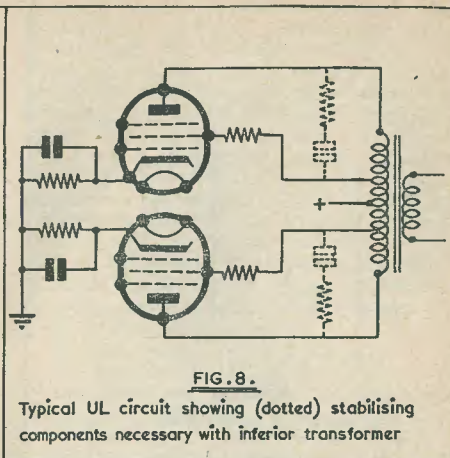 +
FIG.8.
Typical UL circuit showing (dotted) stabilising
components necessary with inferior transformer